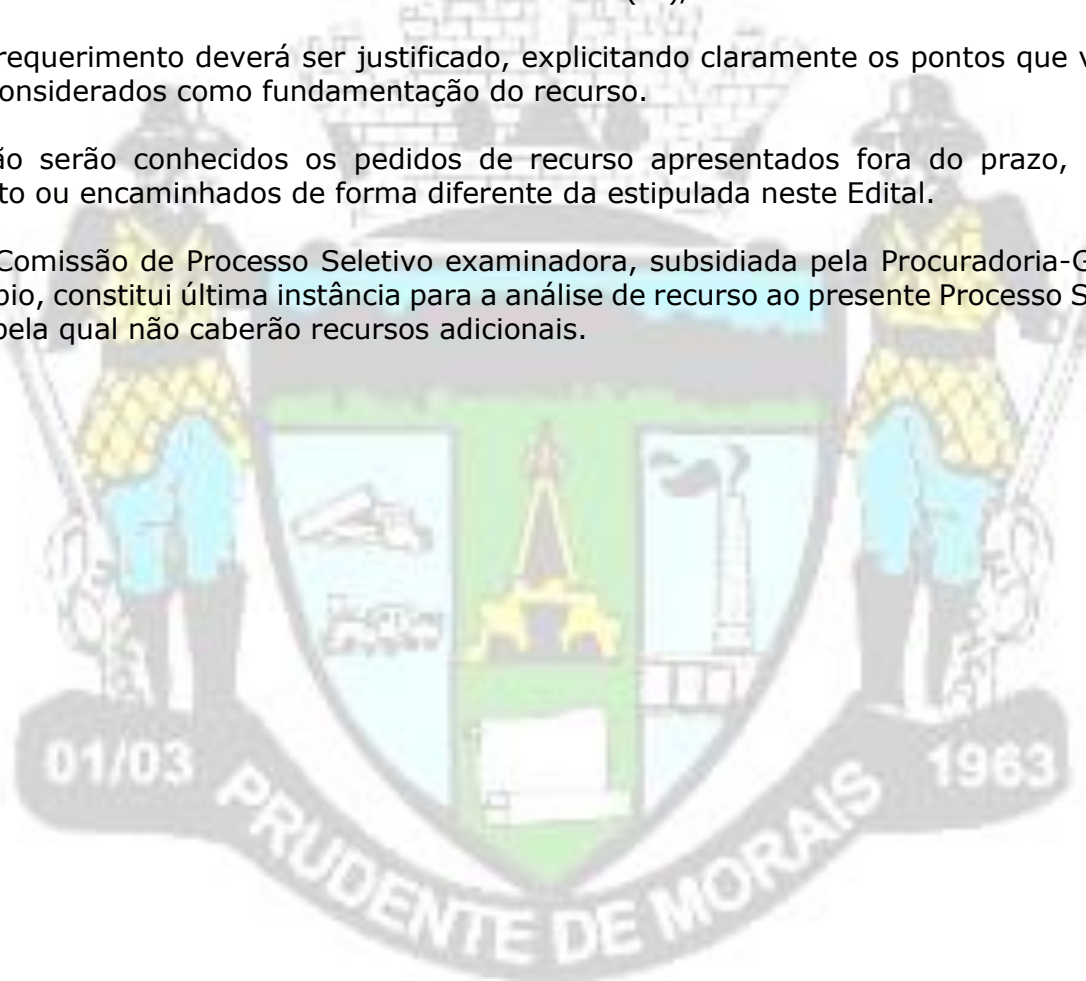 requerimento deverá ser justificado, explicitando claramente os pontos que v
onsiderados como fundamentação do recurso.
ão serão conhecidos os pedidos de recurso apresentados fora do prazo,
to ou encaminhados de forma diferente da estipulada neste Edital.
Comissão de Processo Seletivo examinadora, subsidiada pela Procuradoria-G
pio, constitui última instância para a análise de recurso ao presente Processo S
pela qual não caberão recursos adicionais.
01/03 PRUDENTE DE MORAIS 1963